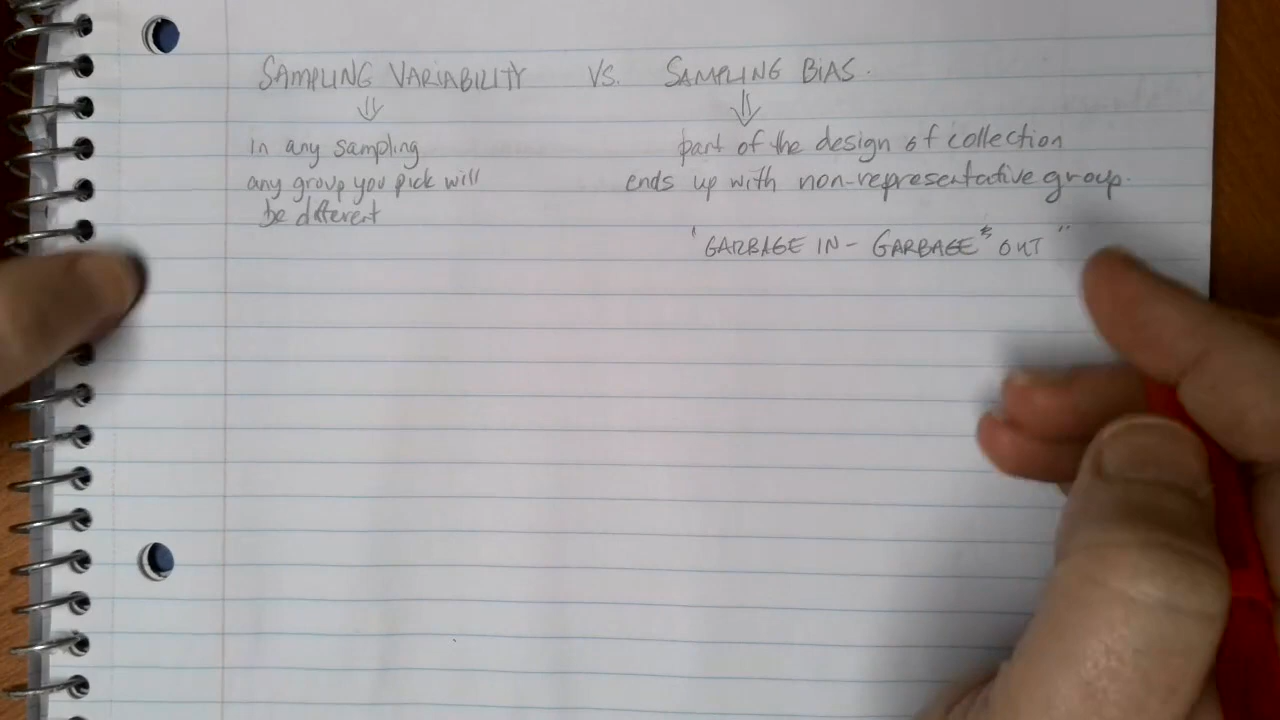 SAMPLING VARIABILITY VS. SAMPLING BIAS.
in any sampling
any group you pick will
be different
part of the design of collection
ends up with non-representative group.
"GARBAGE IN - GARBAGE OUT"